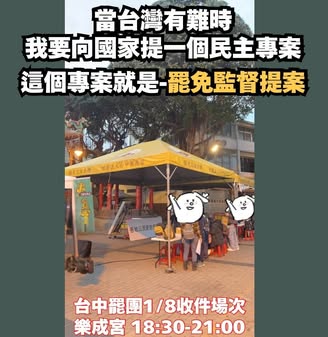 當台灣有難時
我要向國家提一個民主專案
這個專案就是-罷免監督提案
台中罷團1/8收件場次
樂成宮 18:30-21:00